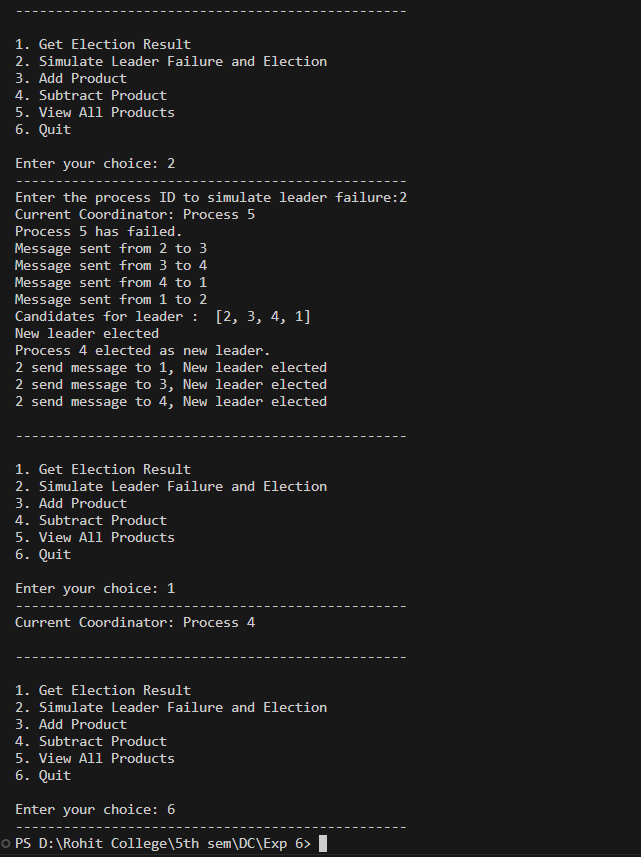 -------------------------------------------------
1. Get Election Result
2. Simulate Leader Failure and Election
3. Add Product
4. Subtract Product
5. View All Products
6. Quit
Enter your choice: 2
-------------------------------------------------
Enter the process ID to simulate leader failure:2
Current Coordinator: Process 5
Process 5 has failed.
Message sent from 2 to 3
Message sent from 3 to 4
Message sent from 4 to 1
Message sent from 1 to 2
Candidates for leader :  [2, 3, 4, 1]
New leader elected
Process 4 elected as new leader.
2 send message to 1, New leader elected
2 send message to 3, New leader elected
2 send message to 4, New leader elected
-------------------------------------------------
1. Get Election Result
2. Simulate Leader Failure and Election
3. Add Product
4. Subtract Product
5. View All Products
6. Quit
Enter your choice: 1
-------------------------------------------------
Current Coordinator: Process 4
-------------------------------------------------
1. Get Election Result
2. Simulate Leader Failure and Election
3. Add Product
4. Subtract Product
5. View All Products
6. Quit
Enter your choice: 6
-------------------------------------------------
PS D:\Rohit College\5th sem\DC\Exp 6>